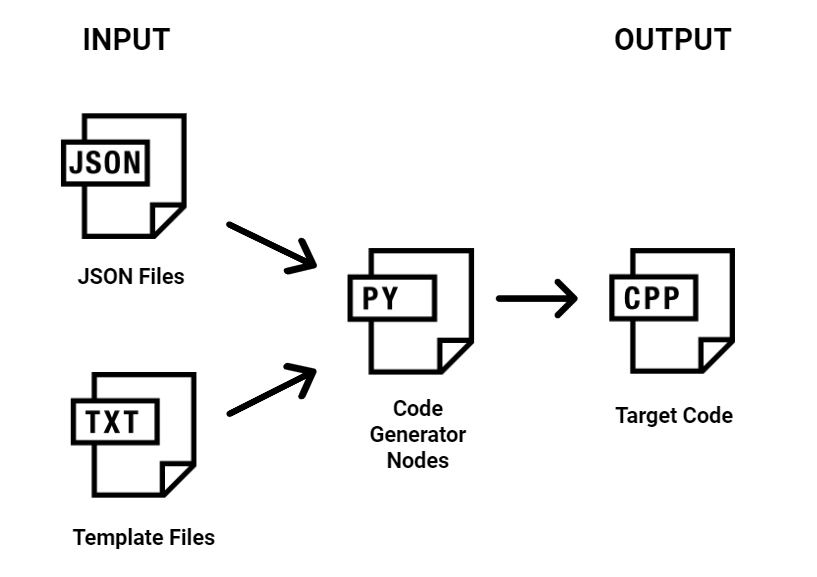 INPUT
OUTPUT
JSON
JSON Files
TXT
Template Files
PY
Code
Generator
Nodes
CPP
Target Code